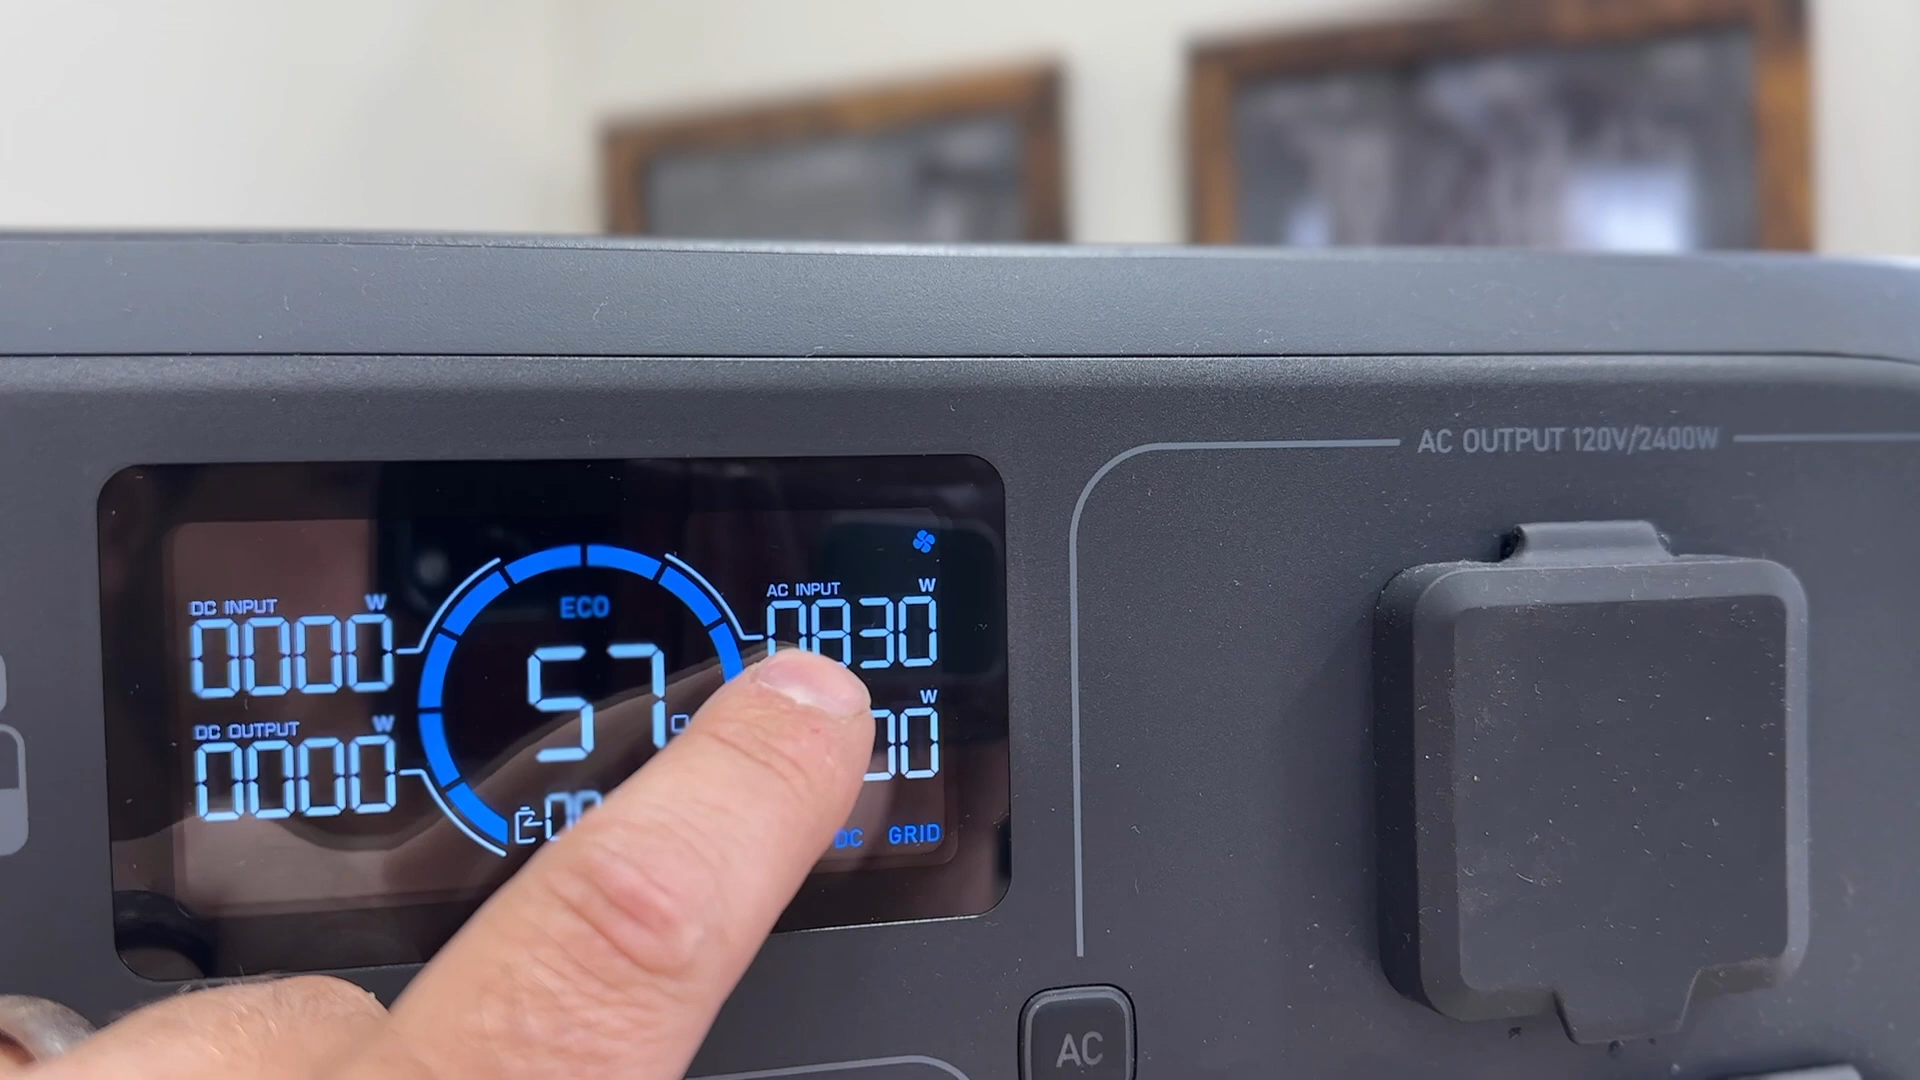 AC OUTPUT 120V/2400W
DC INPUT W
0000
DC OUTPUT W
0000
ECO
57
AC INPUT W
0830
W
00
DC GRID
AC